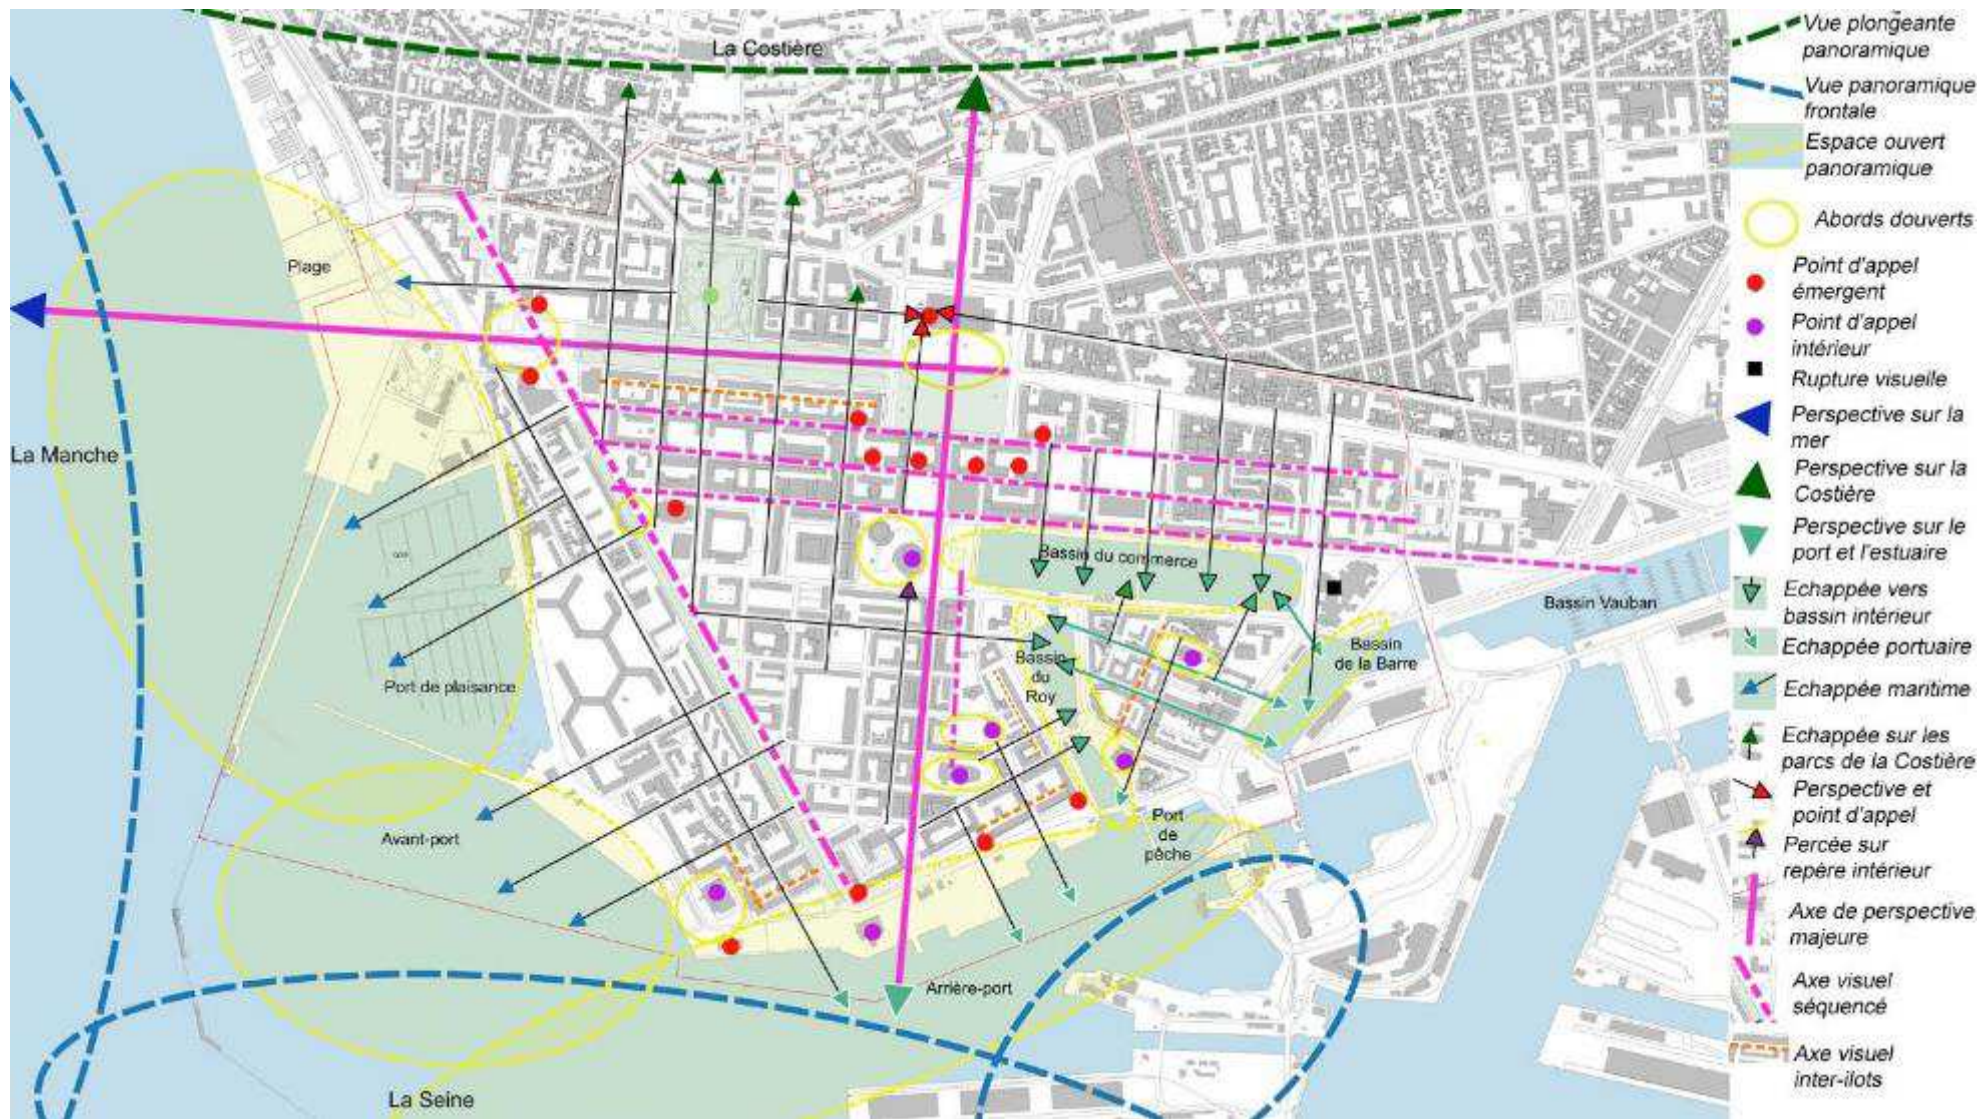 La Costière
Plage
La Manche
Bassin du commerce
Bassin Vauban
Bassin
de la Barre
Bassin
du
Roy
Port de plaisance
Avant-port
Port
de
pêche
Arrière-port
La Seine
Vue plongeante
panoramique
Vue panoramique
frontale
Espace ouvert
panoramique
Abords douverts
Point d'appel
émergent
Point d'appel
intérieur
Rupture visuelle
Perspective sur la
mer
Perspective sur la
Costière
Perspective sur le
port et l'estuaire
Echappée vers
bassin intérieur
Echappée portuaire
Echappée maritime
Echappée sur les
parcs de la Costière
Perspective et
point d'appel
Percée sur
repère intérieur
Axe de perspective
majeure
Axe visuel
séquencé
Axe visuel
inter-ilots